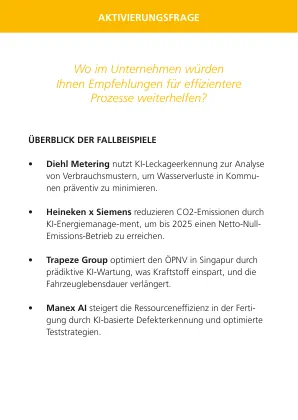 AKTIVIERUNGSFRAGE
Wo im Unternehmen würden
Ihnen Empfehlungen für effizientere
Prozesse weiterhelfen?
ÜBERBLICK DER FALLBEISPIELE
• Diehl Metering nutzt KI-Leckageerkennung zur Analyse
von Verbrauchsmustern, um Wasserverluste in Kommu-
nen präventiv zu minimieren.
• Heineken x Siemens reduzieren CO2-Emissionen durch
KI-Energiemanage-ment, um bis 2025 einen Netto-Null-
Emissions-Betrieb zu erreichen.
• Trapeze Group optimiert den ÖPNV in Singapur durch
prädiktive KI-Wartung, was Kraftstoff einspart, und die
Fahrzeuglebensdauer verlängert.
• Manex AI steigert die Ressourceneffizienz in der Ferti-
gung durch KI-basierte Defekterkennung und optimierte
Teststrategien.